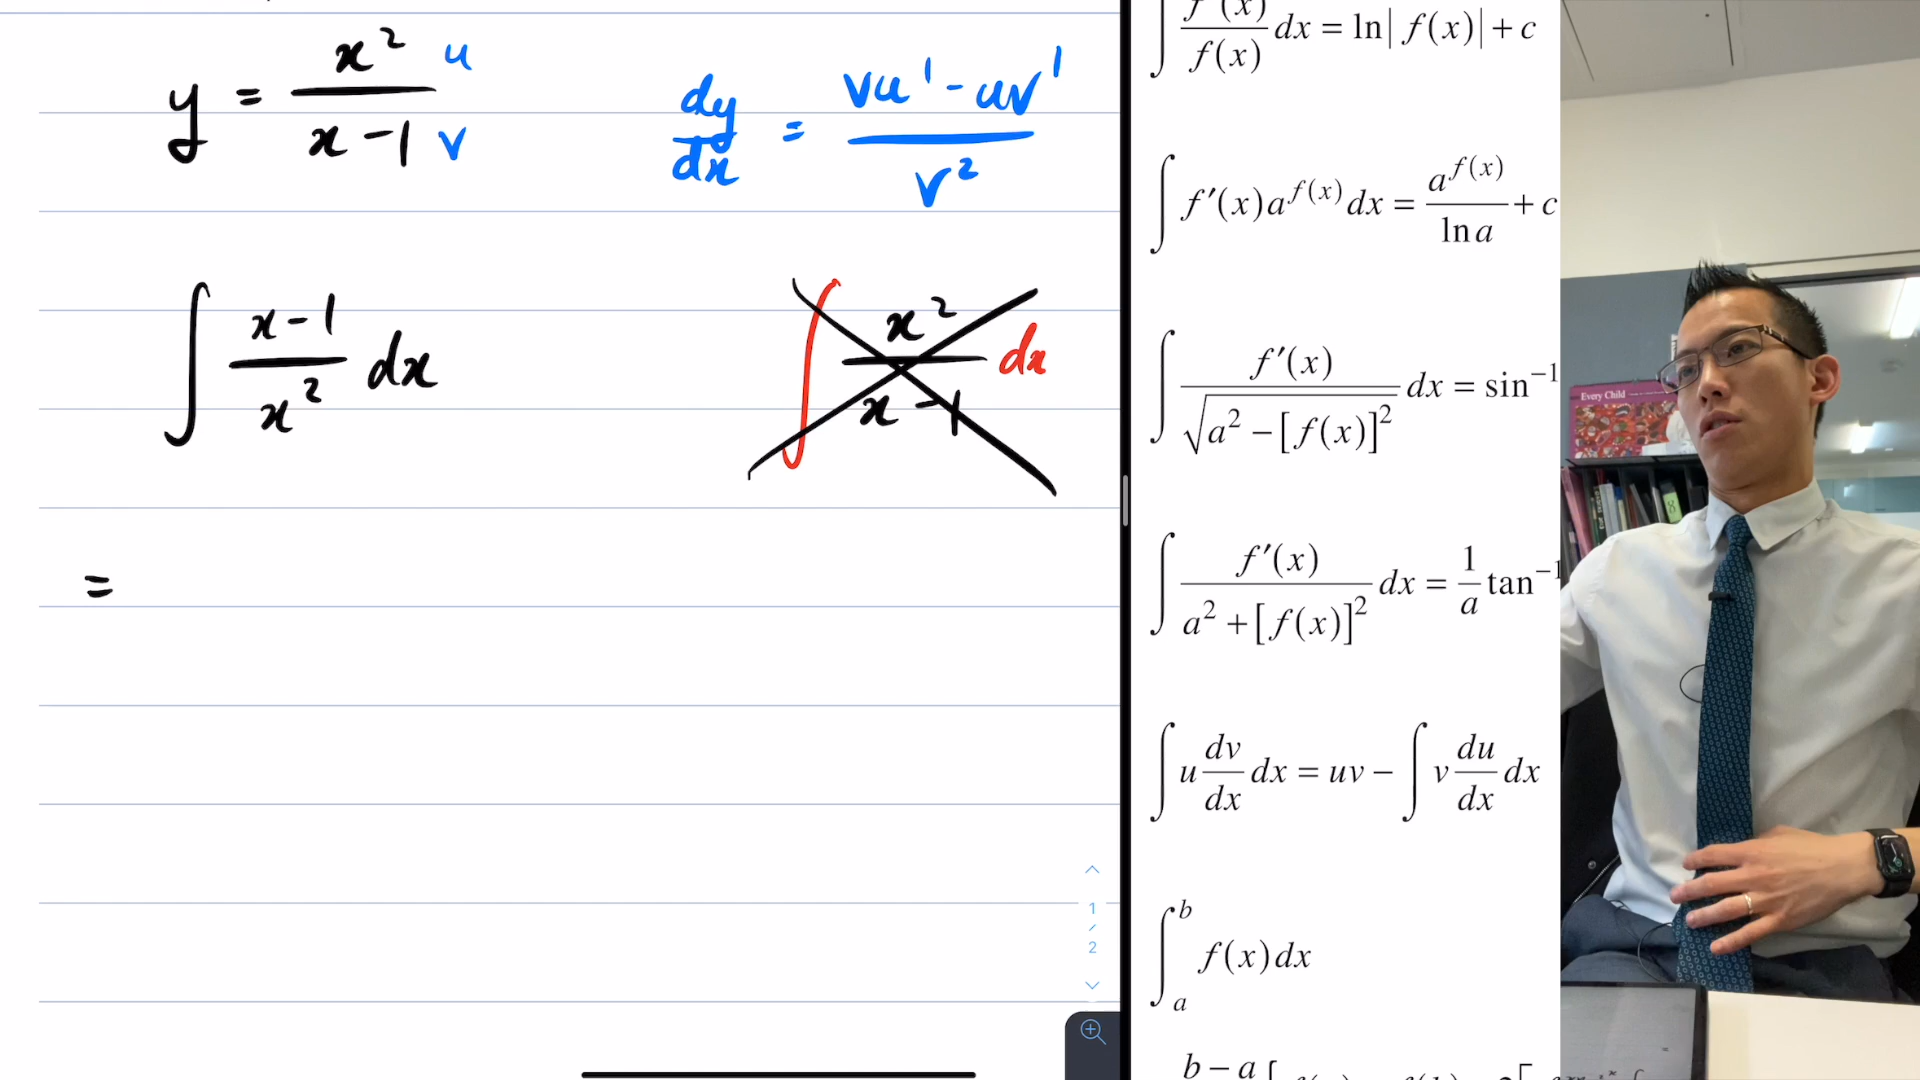 y = x² / x − 1 u v
dy/dx = vu' − uv' / v²
∫ x − 1 / x² dx
∫ x² / x − 1 dx
=
∫ f′(x) / f(x) dx = ln| f(x)| + c
∫ f′(x)a^f(x) dx = a^f(x) / ln a + c
∫ f′(x) / √a² − [f(x)]² dx = sin⁻¹
∫ f′(x) / a² + [f(x)]² dx = 1/a tan⁻¹
∫ u dv/dx dx = uv − ∫ v du/dx dx
∫ₐᵇ f(x)dx
b − a
1 / 2
Every Child